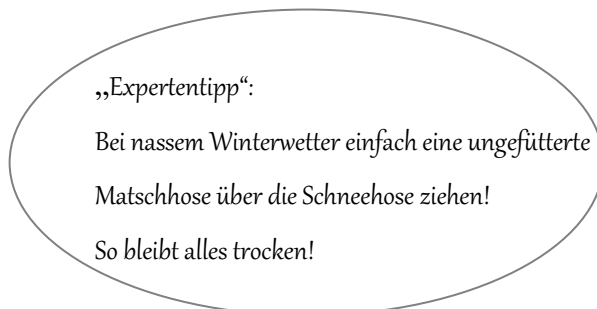 „Expertentipp“:
Bei nassem Winterwetter einfach eine ungefütterte
Matschhose über die Schneehose ziehen!
So bleibt alles trocken!